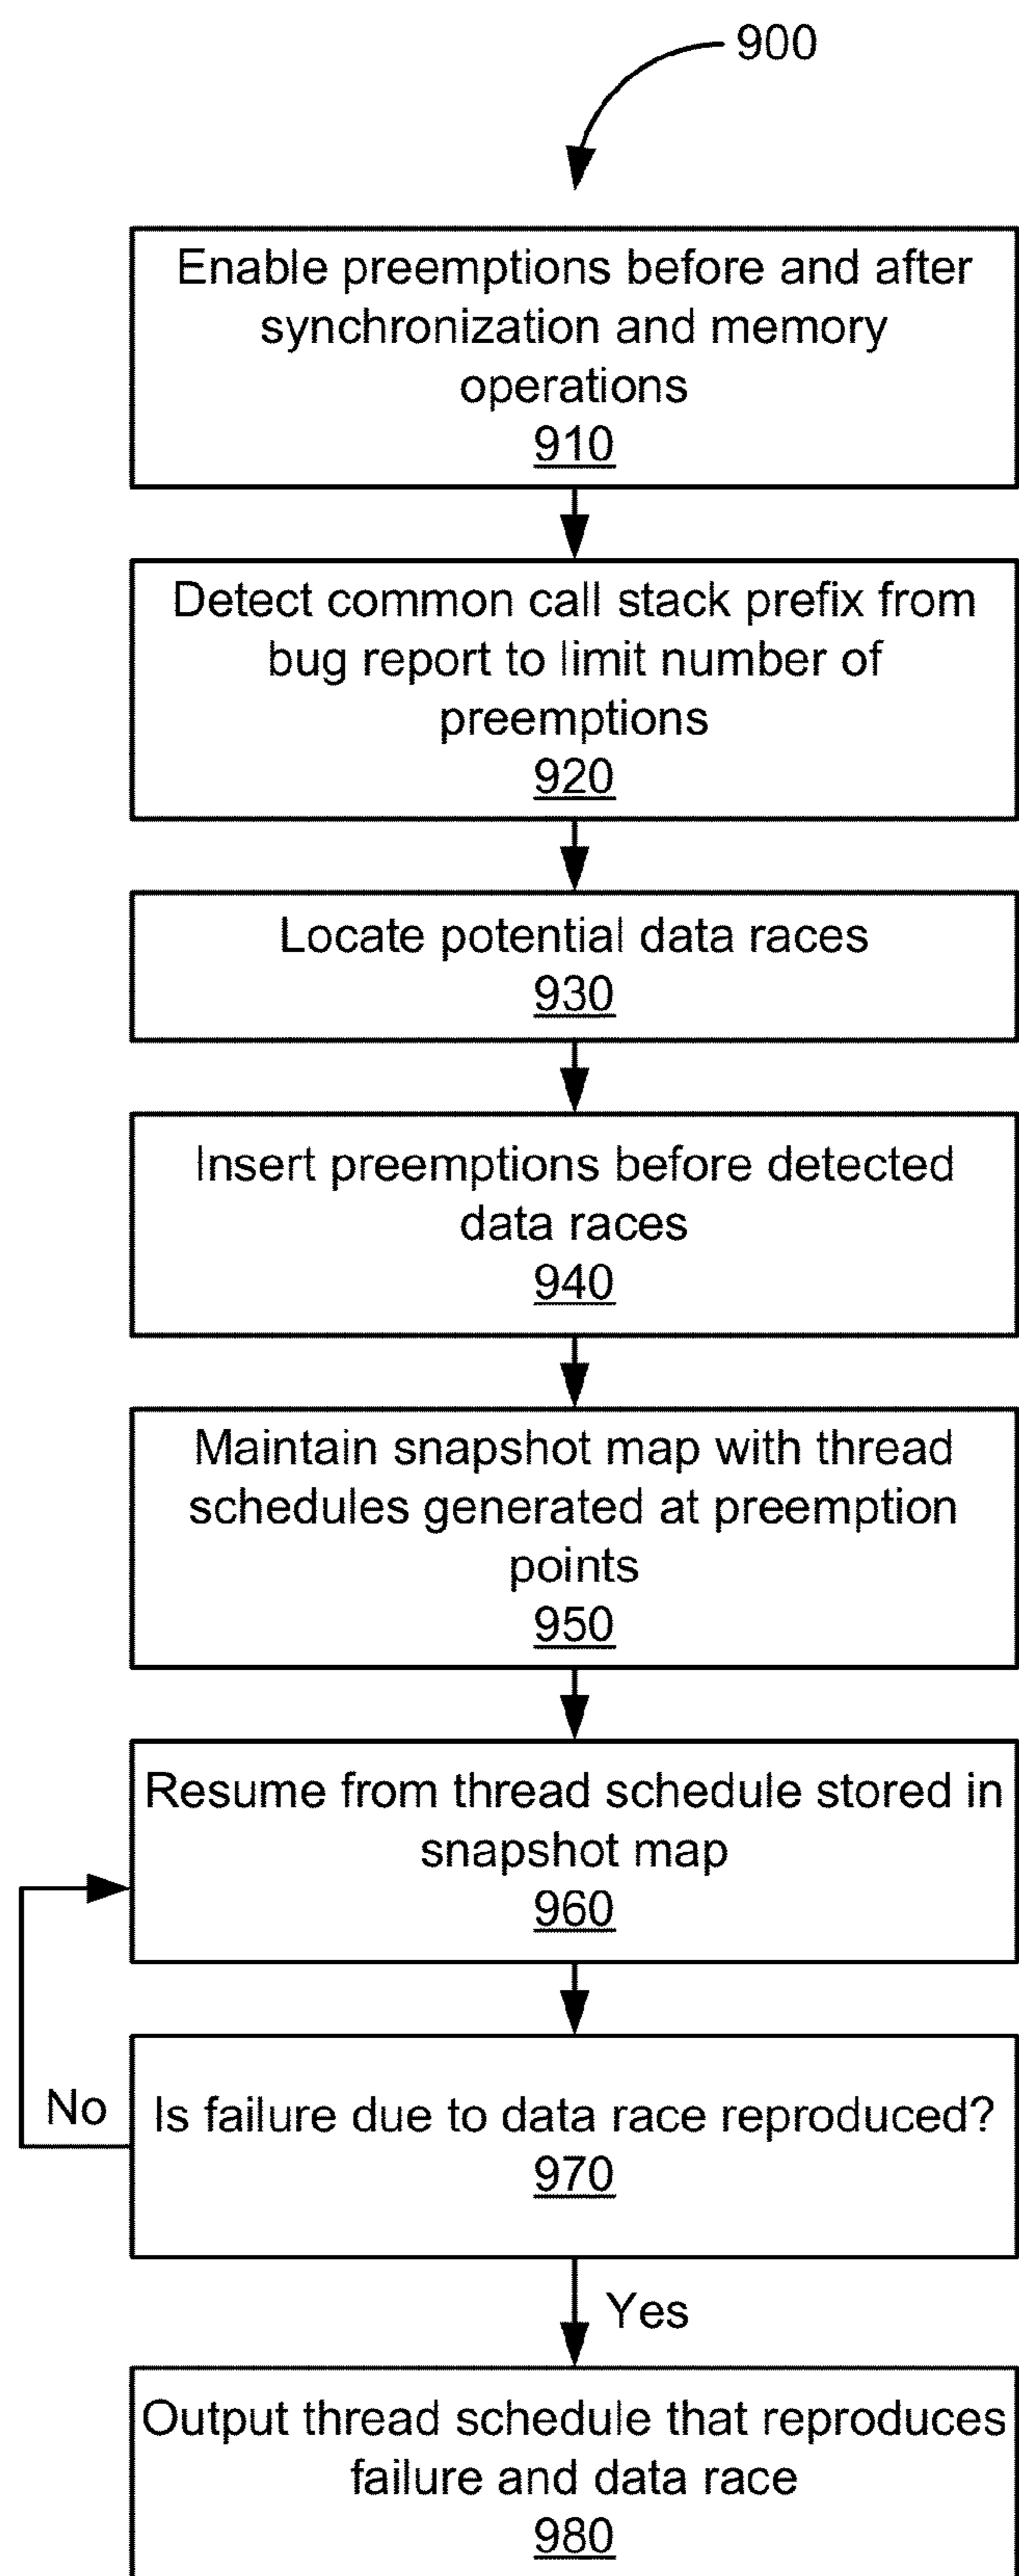 900
Enable preemptions before and after
synchronization and memory
operations
910
Detect common call stack prefix from
bug report to limit number of
preemptions
920
Locate potential data races
930
Insert preemptions before detected
data races
940
Maintain snapshot map with thread
schedules generated at preemption
points
950
Resume from thread schedule stored in
snapshot map
960
No
Is failure due to data race reproduced?
970
Yes
Output thread schedule that reproduces
failure and data race
980